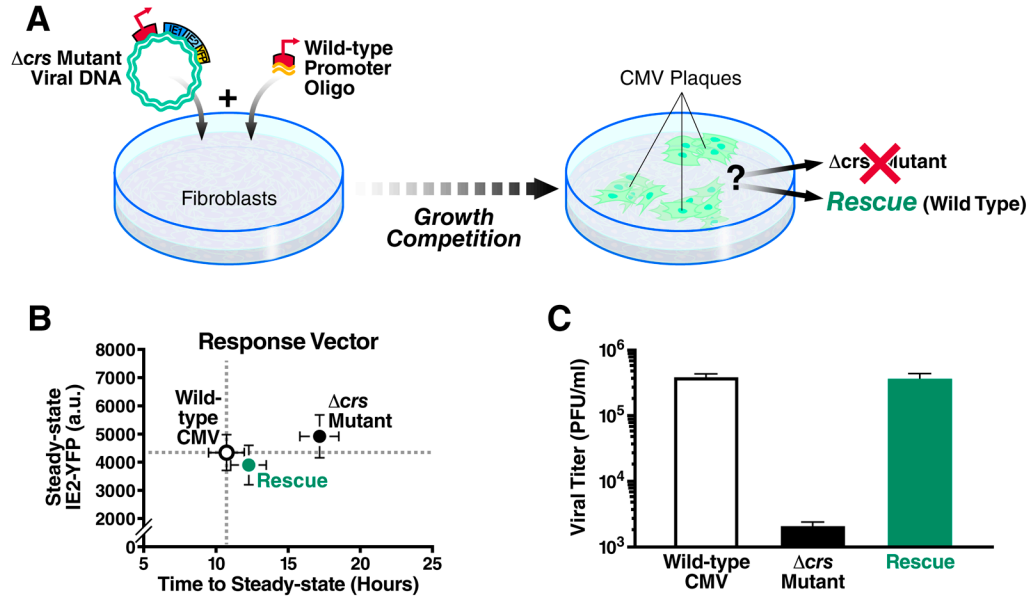 A
Δcrs Mutant
Viral DNA
IE1
IE2
YFP
+
Wild-type
Promoter
Oligo
Fibroblasts
Growth
Competition
CMV Plaques
?
Δcrs Mutant
Rescue (Wild Type)
B
Response Vector
Steady-state
IE2-YFP (a.u.)
8000
7000
6000
5000
4000
3000
2000
0
Wild-
type
CMV
Δcrs
Mutant
Rescue
5
10
15
20
25
Time to Steady-state (Hours)
C
Viral Titer (PFU/ml)
10⁶
10⁵
10⁴
10³
Wild-type
CMV
Δcrs
Mutant
Rescue